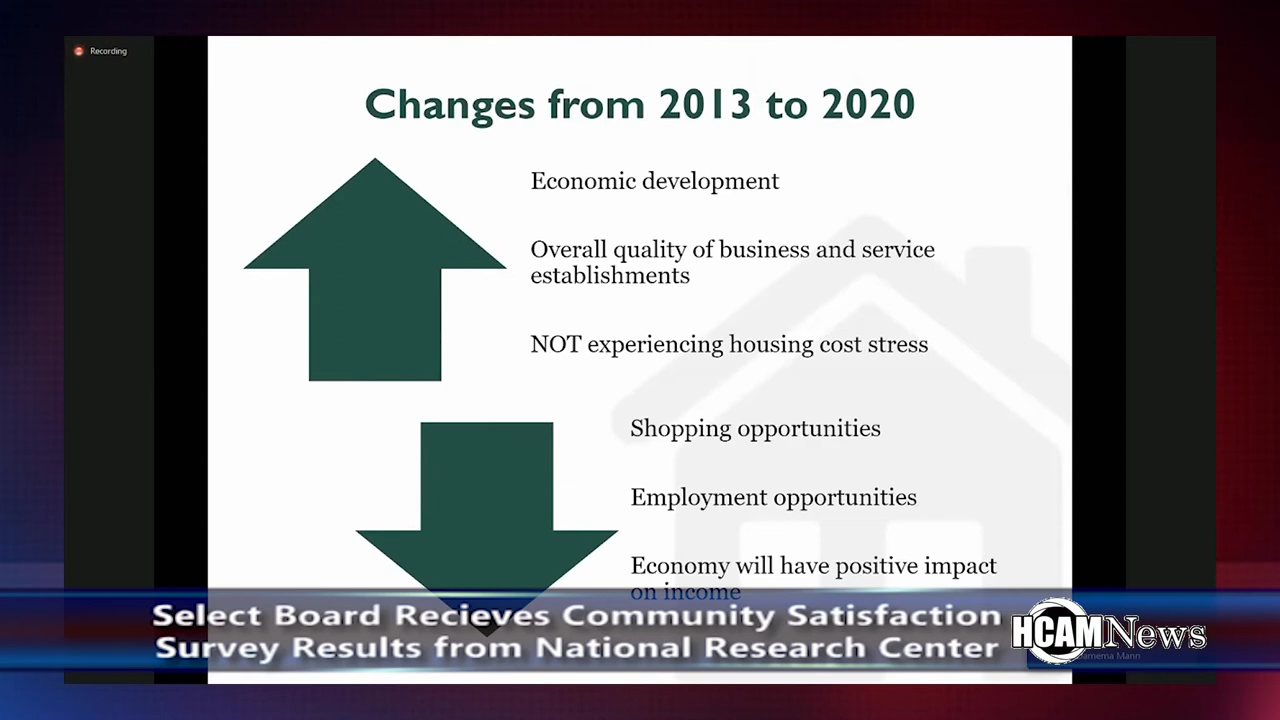 Recording
Changes from 2013 to 2020
Economic development
Overall quality of business and service
establishments
NOT experiencing housing cost stress
Shopping opportunities
Employment opportunities
Economy will have positive impact
on income
Select Board Recieves Community Satisfaction
Survey Results from National Research Center
HCAM News
Mann